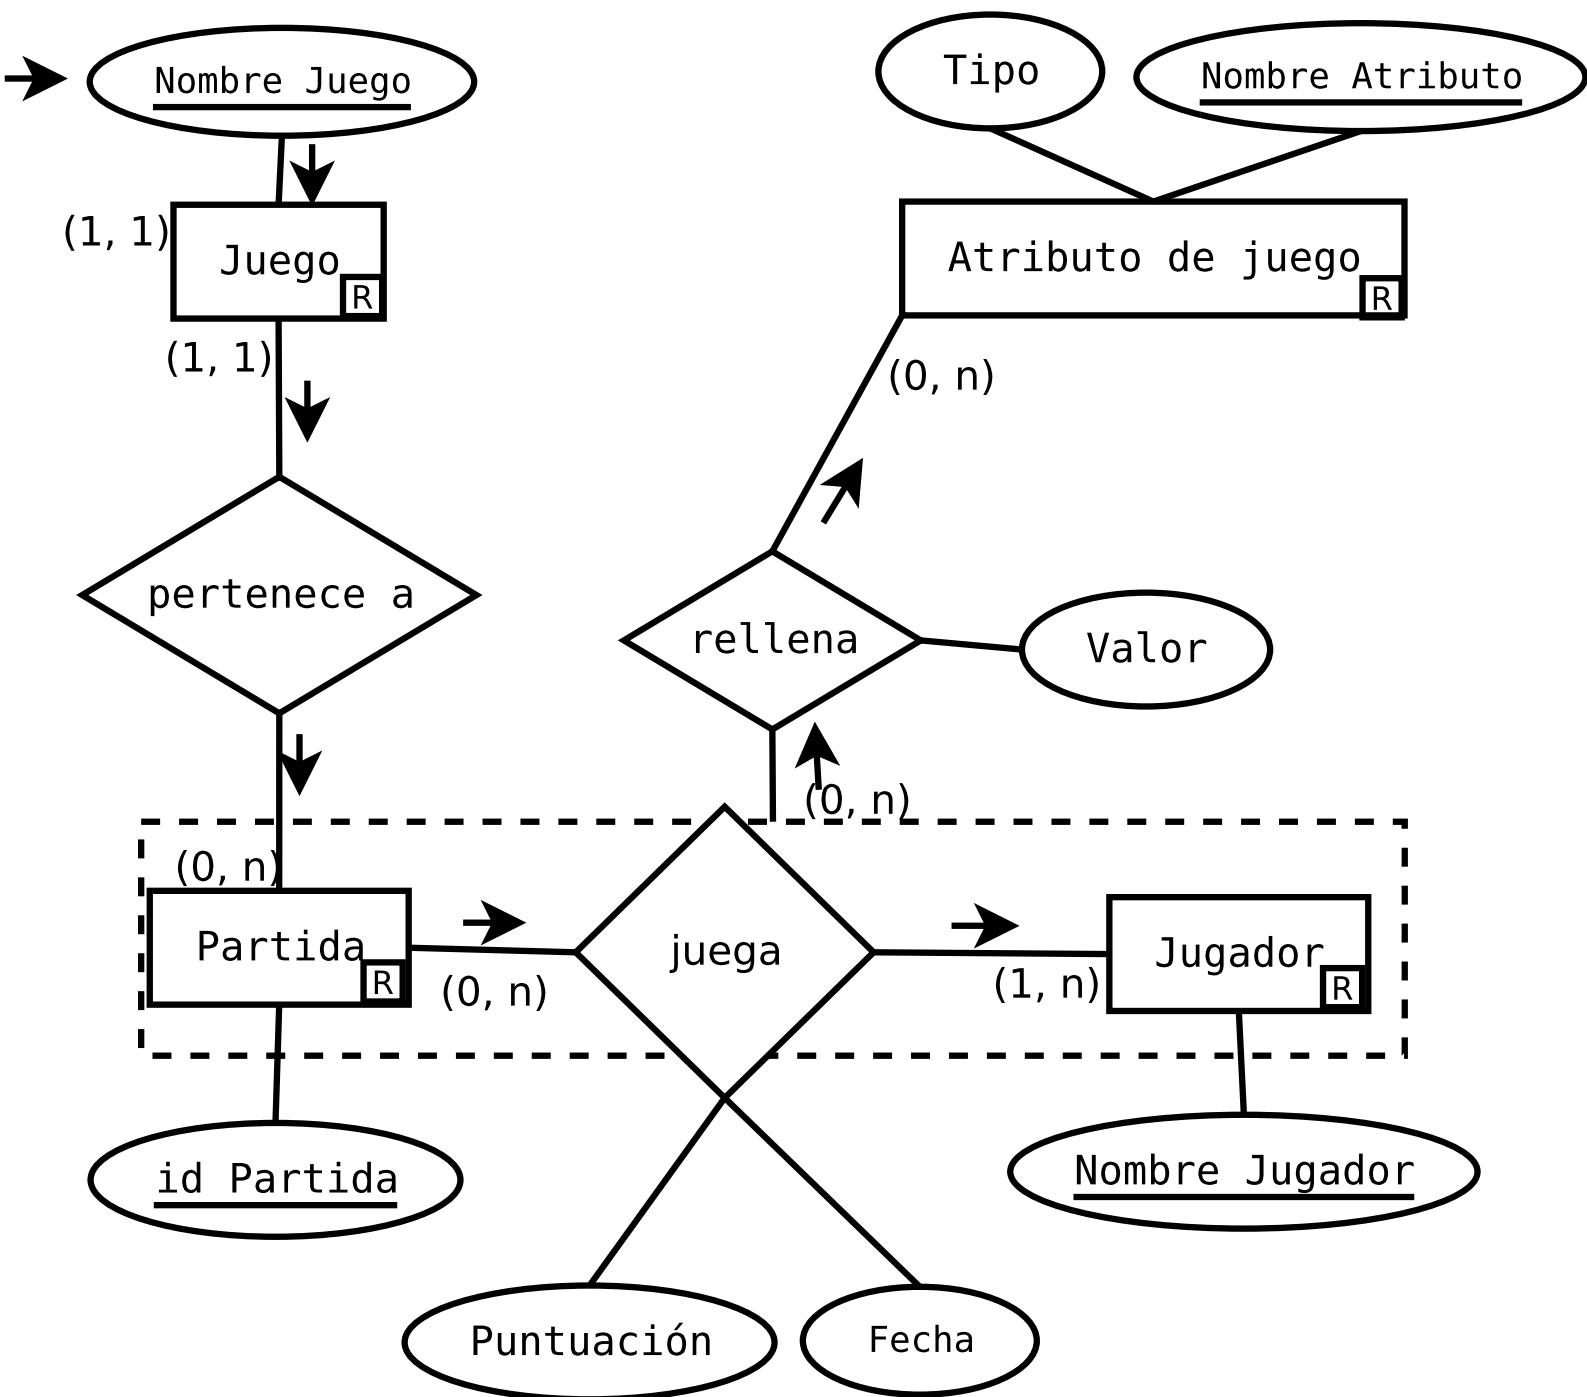 Nombre Juego
Tipo
Nombre Atributo
(1, 1)
Juego
R
Atributo de juego
R
(1, 1)
(0, n)
pertenece a
rellena
Valor
(0, n)
(0, n)
Partida
R
juega
Jugador
R
(0, n)
(1, n)
id Partida
Nombre Jugador
Puntuación
Fecha